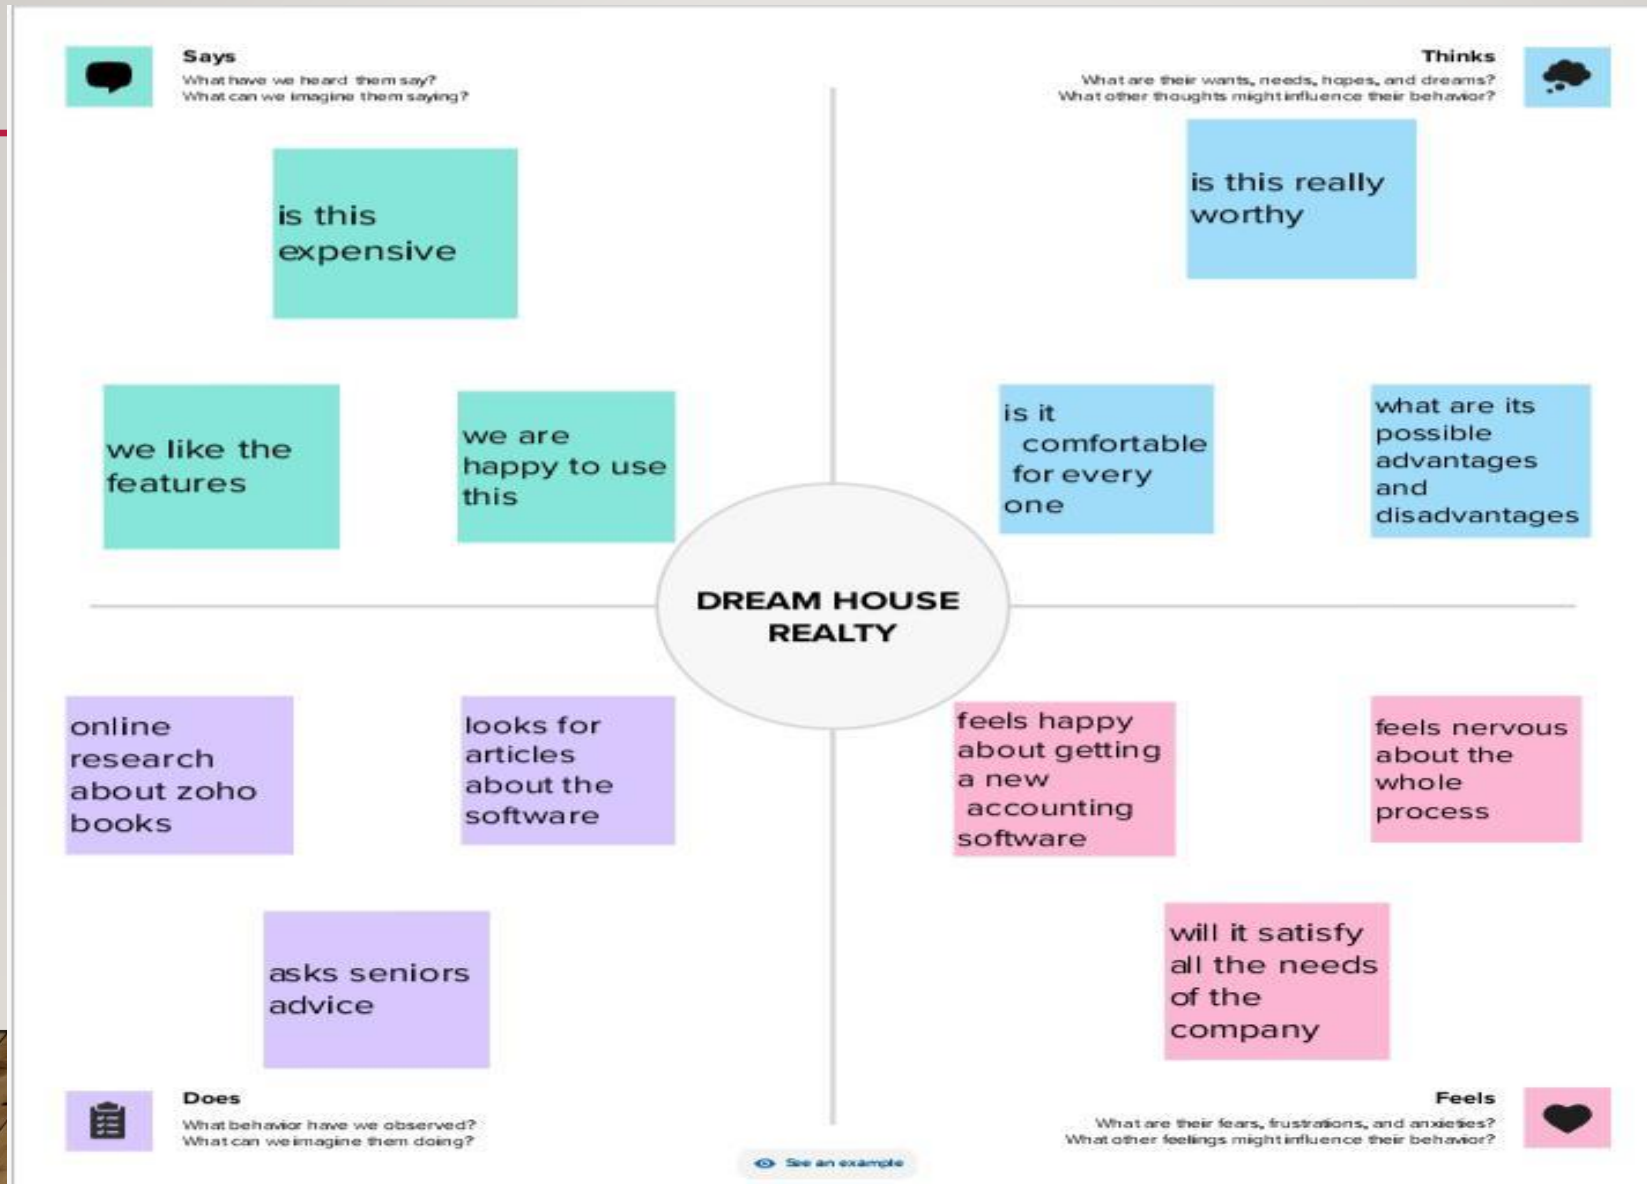 Says
What have we heard them say?
What can we imagine them saying?
Thinks
What are their wants, needs, hopes, and dreams?
What other thoughts might influence their behavior?
is this
expensive
is this really
worthy
we like the
features
we are
happy to use
this
is it
comfortable
for every
one
what are its
possible
advantages
and
disadvantages
DREAM HOUSE
REALTY
online
research
about zoho
books
looks for
articles
about the
software
feels happy
about getting
a new
accounting
software
feels nervous
about the
whole
process
asks seniors
advice
will it satisfy
all the needs
of the
company
Does
What behavior have we observed?
What can we imagine them doing?
Feels
What are their fears, frustrations, and anxieties?
What other feelings might influence their behavior?
See an example